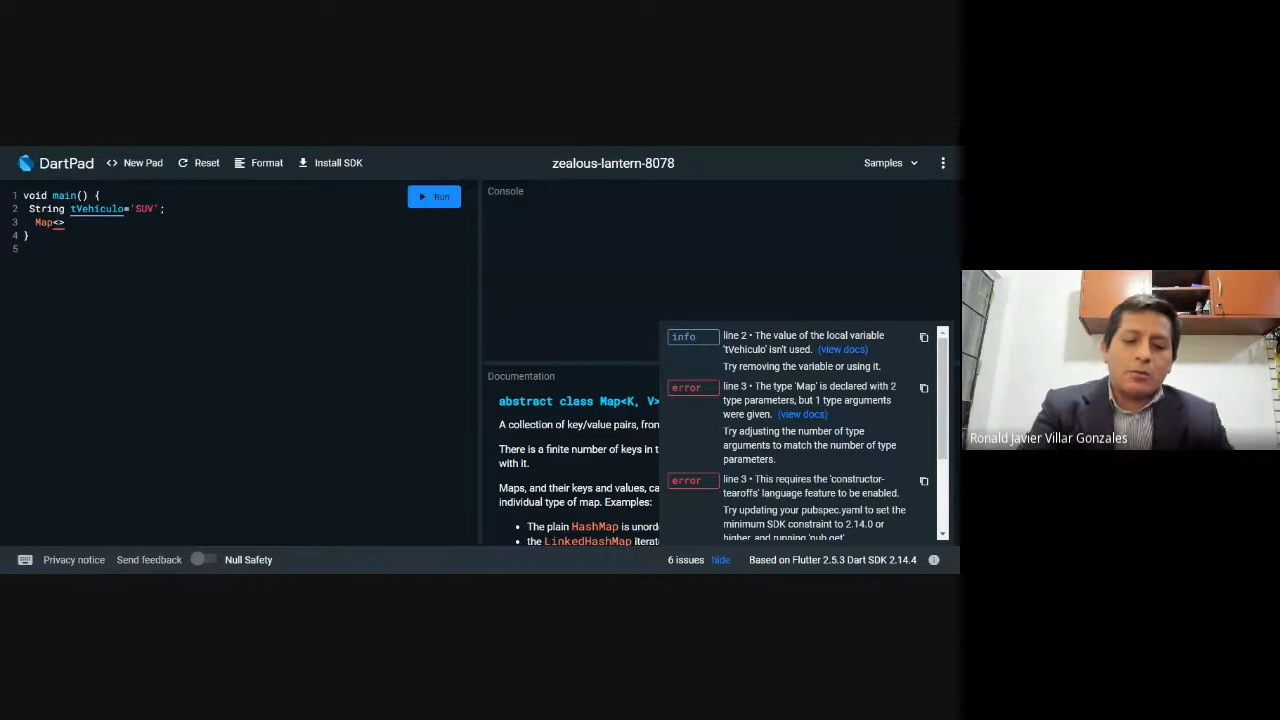 DartPad
<> New Pad
Reset
Format
Install SDK
zealous-lantern-8078
Samples
1 void main() {
2 String tVehiculo='SUV';
3 Map<>
4 }
5
Run
Console
Documentation
abstract class Map<K, V>
A collection of key/value pairs, from
There is a finite number of keys in t
with it.
Maps, and their keys and values, ca
individual type of map. Examples:
• The plain HashMap is unord
• the LinkedHashMap iterat
info
line 2 • The value of the local variable
'tVehiculo' isn't used. (view docs)
Try removing the variable or using it.
error
line 3 • The type 'Map' is declared with 2
type parameters, but 1 type arguments
were given. (view docs)
Try adjusting the number of type
arguments to match the number of type
parameters.
error
line 3 • This requires the 'constructor-
tearoffs' language feature to be enabled.
Try updating your pubspec.yaml to set the
minimum SDK constraint to 2.14.0 or
higher, and running 'pub get'.
Privacy notice
Send feedback
Null Safety
6 issues
hide
Based on Flutter 2.5.3 Dart SDK 2.14.4
Ronald Javier Villar Gonzales